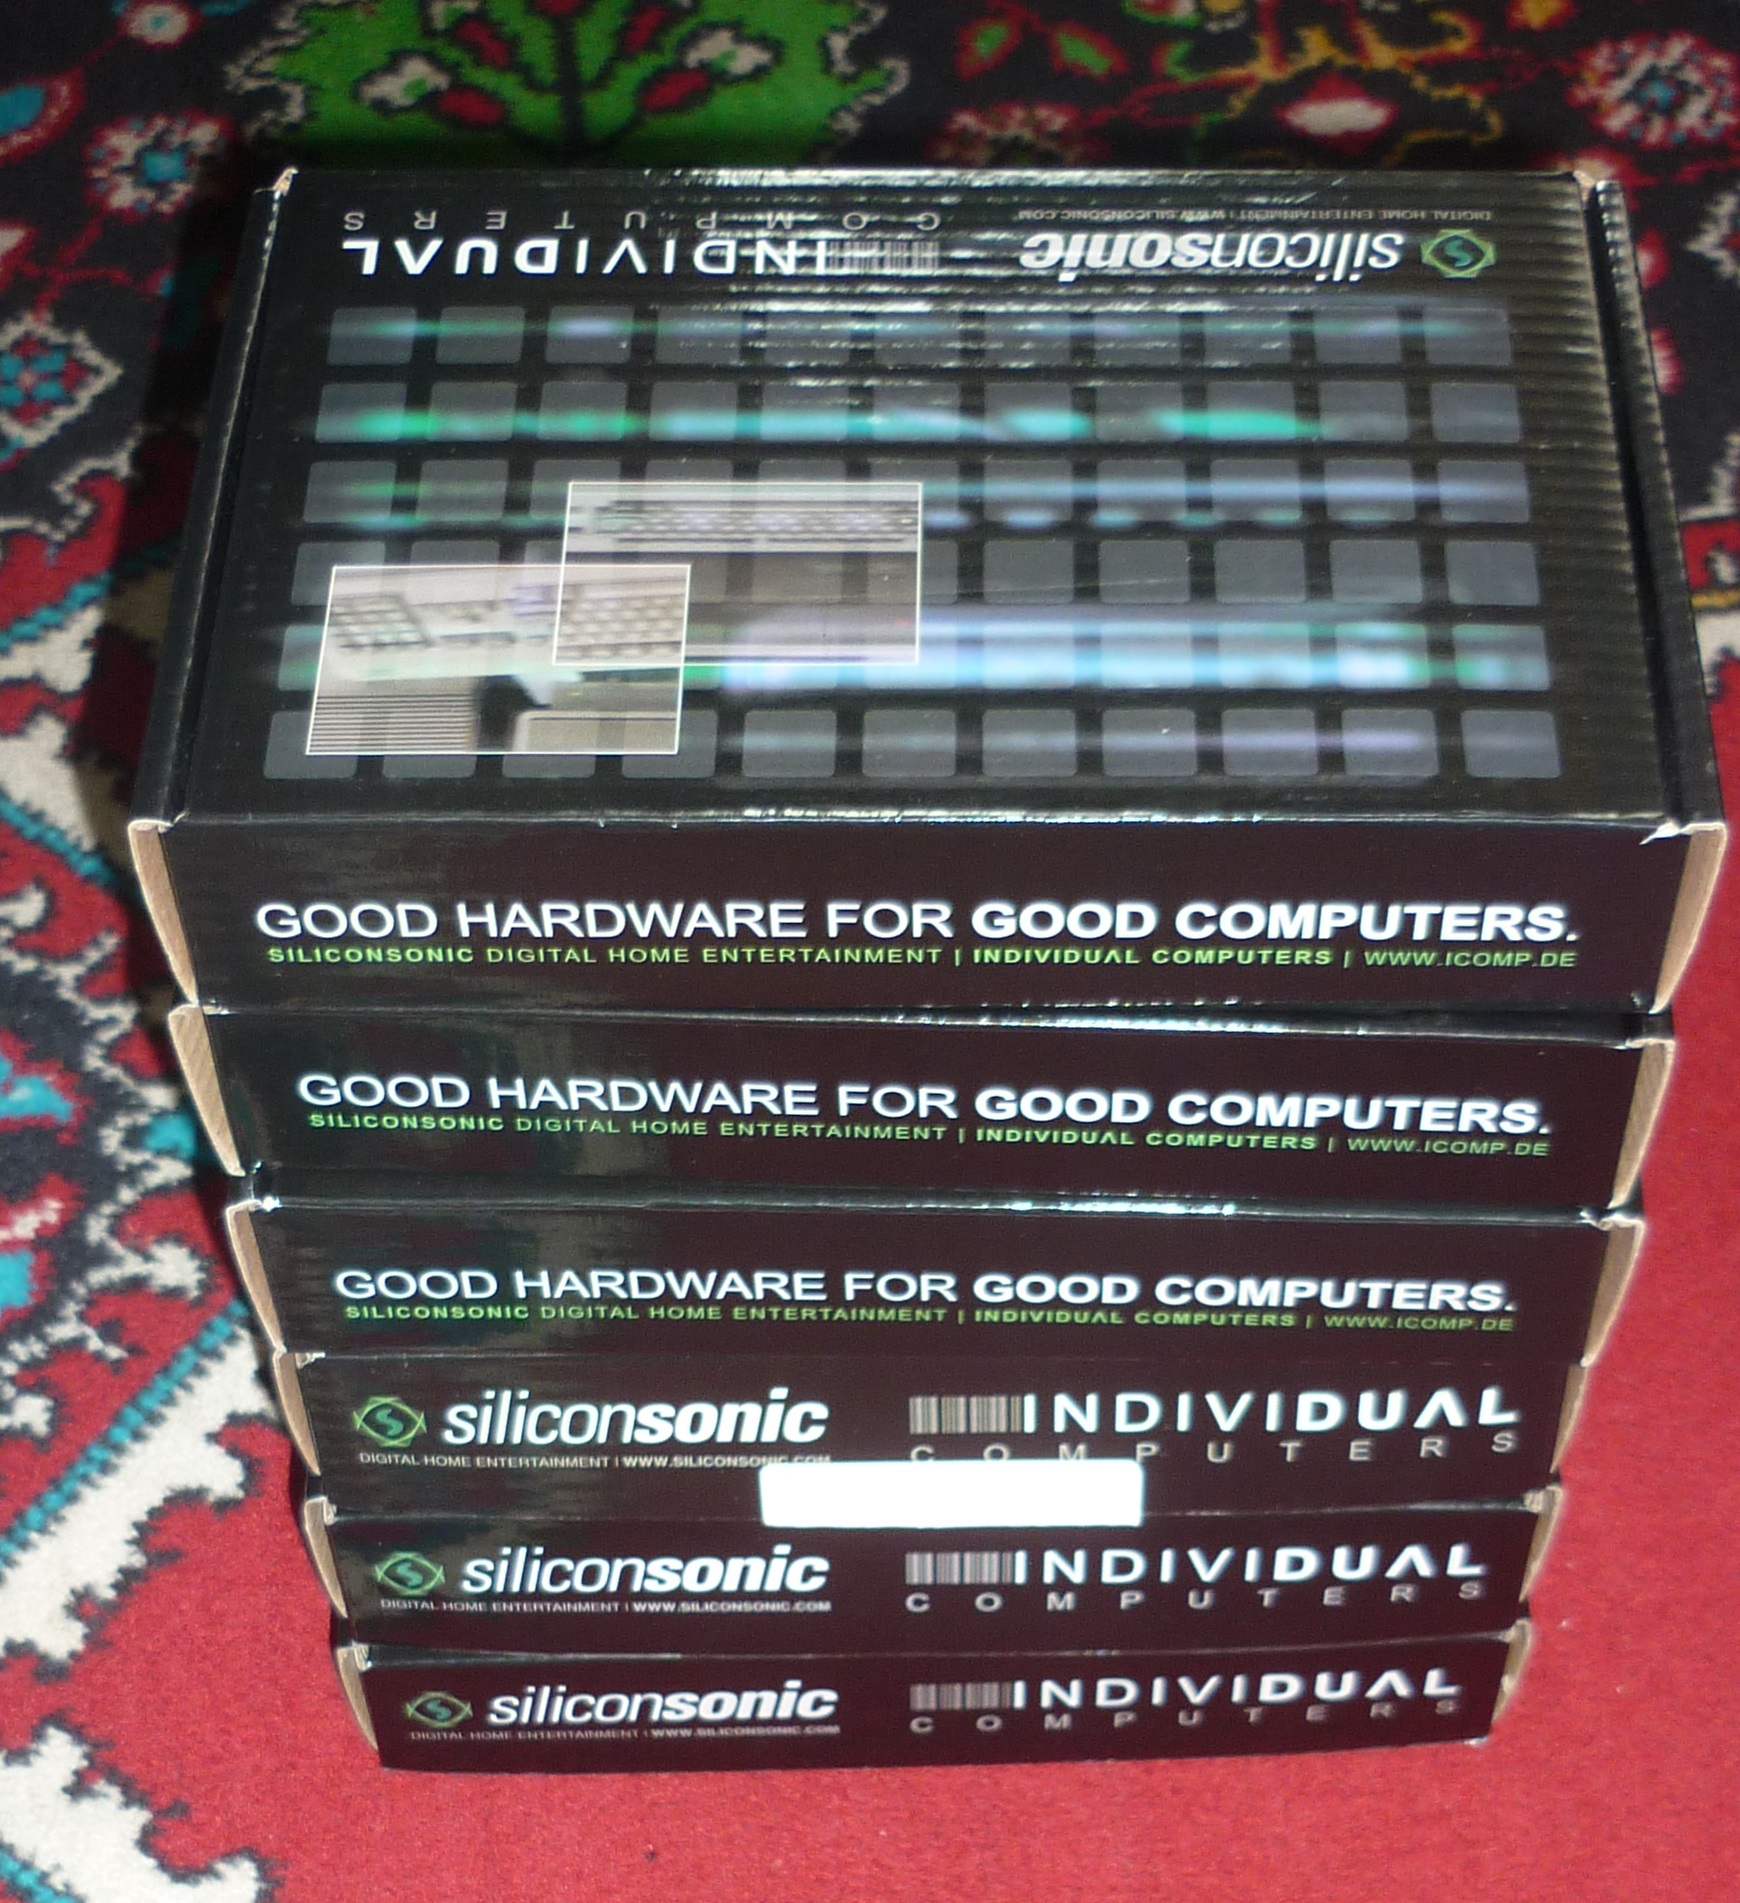 INDIVIDUAL
COMPUTERS
siliconsonic
DIGITAL HOME ENTERTAINMENT | WWW.SILICONSONIC.COM
GOOD HARDWARE FOR GOOD COMPUTERS.
SILICONSONIC DIGITAL HOME ENTERTAINMENT | INDIVIDUAL COMPUTERS | WWW.ICOMP.DE
GOOD HARDWARE FOR GOOD COMPUTERS.
SILICONSONIC DIGITAL HOME ENTERTAINMENT | INDIVIDUAL COMPUTERS | WWW.ICOMP.DE
GOOD HARDWARE FOR GOOD COMPUTERS.
SILICONSONIC DIGITAL HOME ENTERTAINMENT | INDIVIDUAL COMPUTERS | WWW.ICOMP.DE
siliconsonic
DIGITAL HOME ENTERTAINMENT | WWW.SILICONSONIC.COM
INDIVIDUAL
COMPUTERS
siliconsonic
DIGITAL HOME ENTERTAINMENT | WWW.SILICONSONIC.COM
INDIVIDUAL
COMPUTERS
siliconsonic
DIGITAL HOME ENTERTAINMENT | WWW.SILICONSONIC.COM
INDIVIDUAL
COMPUTERS